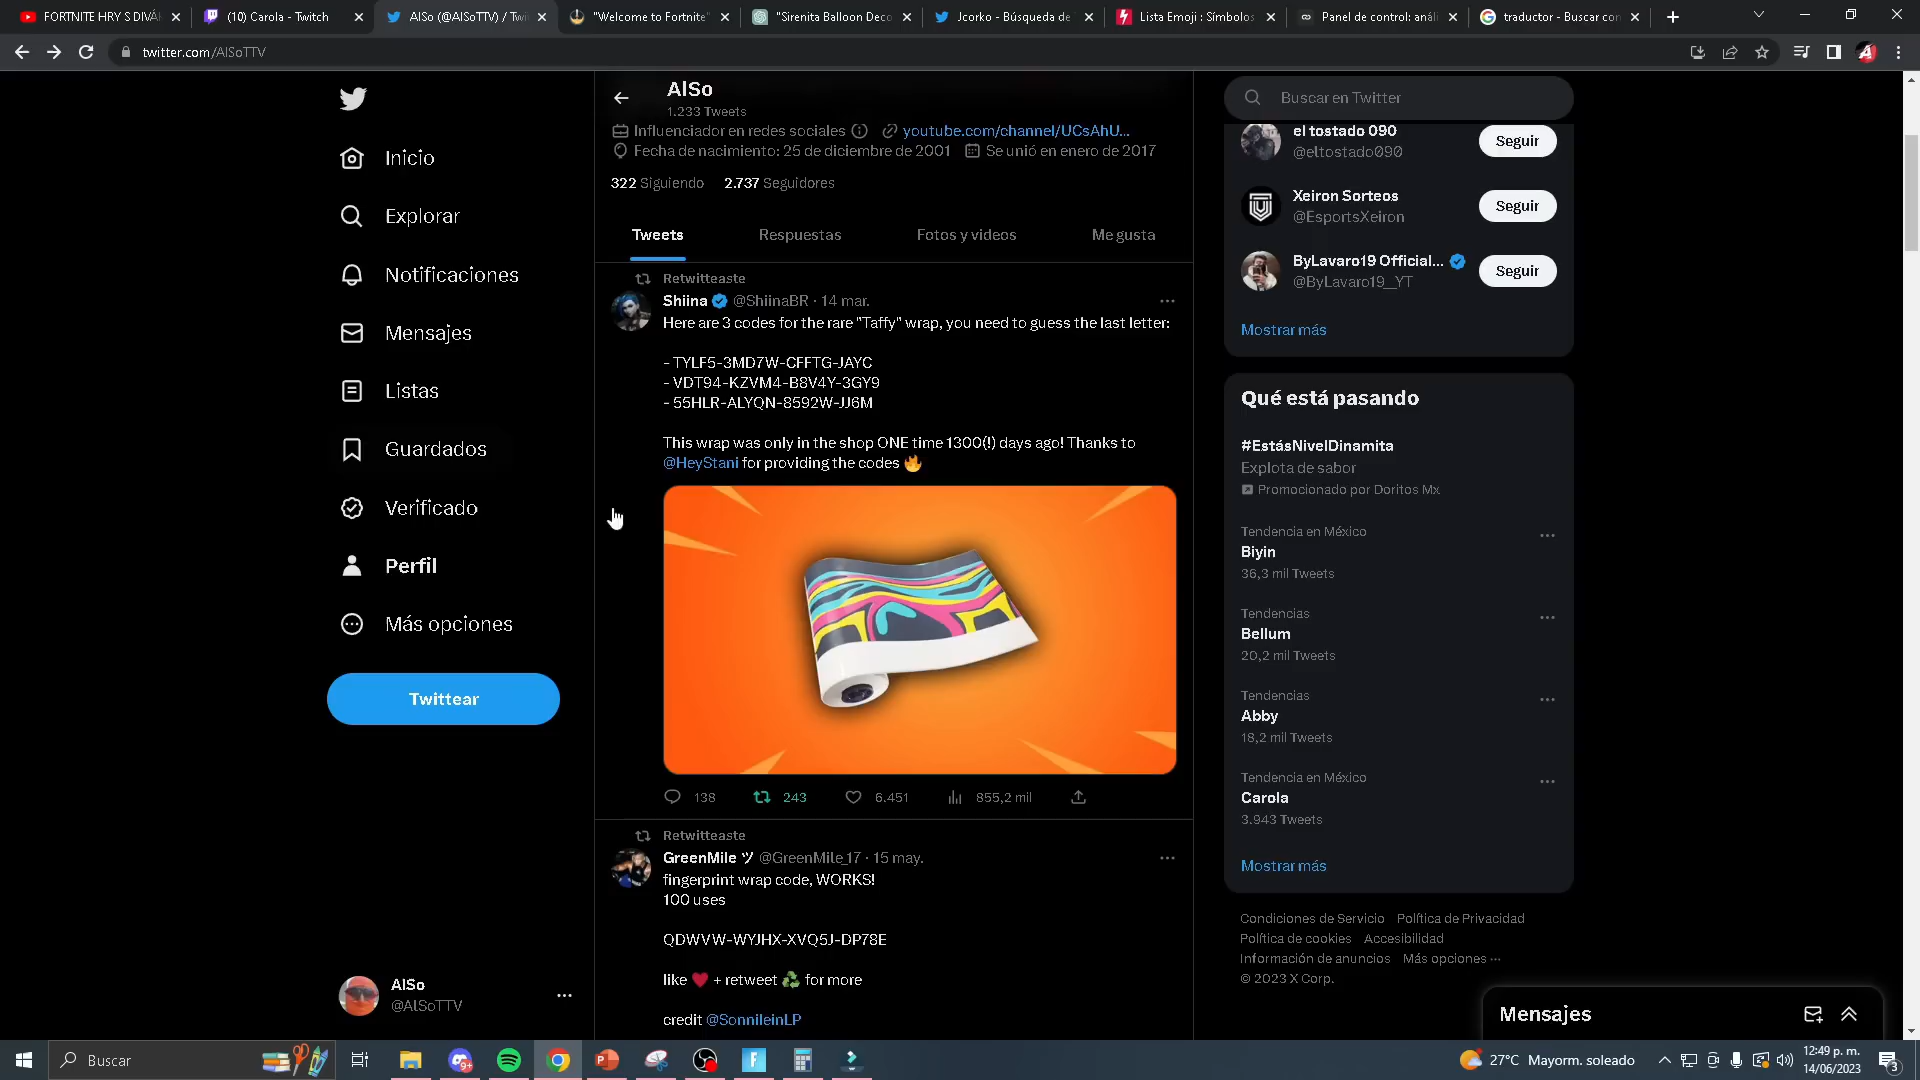 FORTNITE HRY S DIVÁ
(10) Carola - Twitch
AlSo (@AlSoTTV) / Twi
"Welcome to Fortnite"
"Sirenita Balloon Deco
Jcorko - Búsqueda de
Lista Emoji : Símbolos
Panel de control: anál
traductor - Buscar con
twitter.com/AlSoTTV
AlSo
1.233 Tweets
Influenciador en redes sociales
youtube.com/channel/UCsAhU...
Fecha de nacimiento: 25 de diciembre de 2001
Se unió en enero de 2017
322 Siguiendo
2.737 Seguidores
Tweets
Respuestas
Fotos y videos
Me gusta
Inicio
Explorar
Notificaciones
Mensajes
Listas
Guardados
Verificado
Perfil
Más opciones
Twittear
AlSo
@AlSoTTV
Retwitteaste
Shiina @ShiinaBR · 14 mar.
Here are 3 codes for the rare "Taffy" wrap, you need to guess the last letter:
- TYLF5-3MD7W-CFFTG-JAYC
- VDT94-KZVM4-B8V4Y-3GY9
- 55HLR-ALYQN-8592W-JJ6M
This wrap was only in the shop ONE time 1300(!) days ago! Thanks to
@HeyStani for providing the codes 🔥
138
243
6.451
855,2 mil
Retwitteaste
GreenMile ツ @GreenMile_17 · 15 may.
fingerprint wrap code, WORKS!
100 uses
QDWVW-WYJHX-XVQ5J-DP78E
like ❤️ + retweet ♻️ for more
credit @SonnileinLP
Buscar en Twitter
el tostado 090
@eltostado090
Seguir
Xeiron Sorteos
@EsportsXeiron
Seguir
ByLavaro19 Official...
@ByLavaro19_YT
Seguir
Mostrar más
Qué está pasando
#EstásNivelDinamita
Explota de sabor
Promocionado por Doritos Mx
Tendencia en México
Biyin
36,3 mil Tweets
Tendencias
Bellum
20,2 mil Tweets
Tendencias
Abby
18,2 mil Tweets
Tendencia en México
Carola
3.943 Tweets
Mostrar más
Condiciones de Servicio
Política de Privacidad
Política de cookies
Accesibilidad
Información de anuncios
Más opciones ···
© 2023 X Corp.
Mensajes
Buscar
9+
27°C Mayorm. soleado
12:49 p. m.
14/06/2023
3